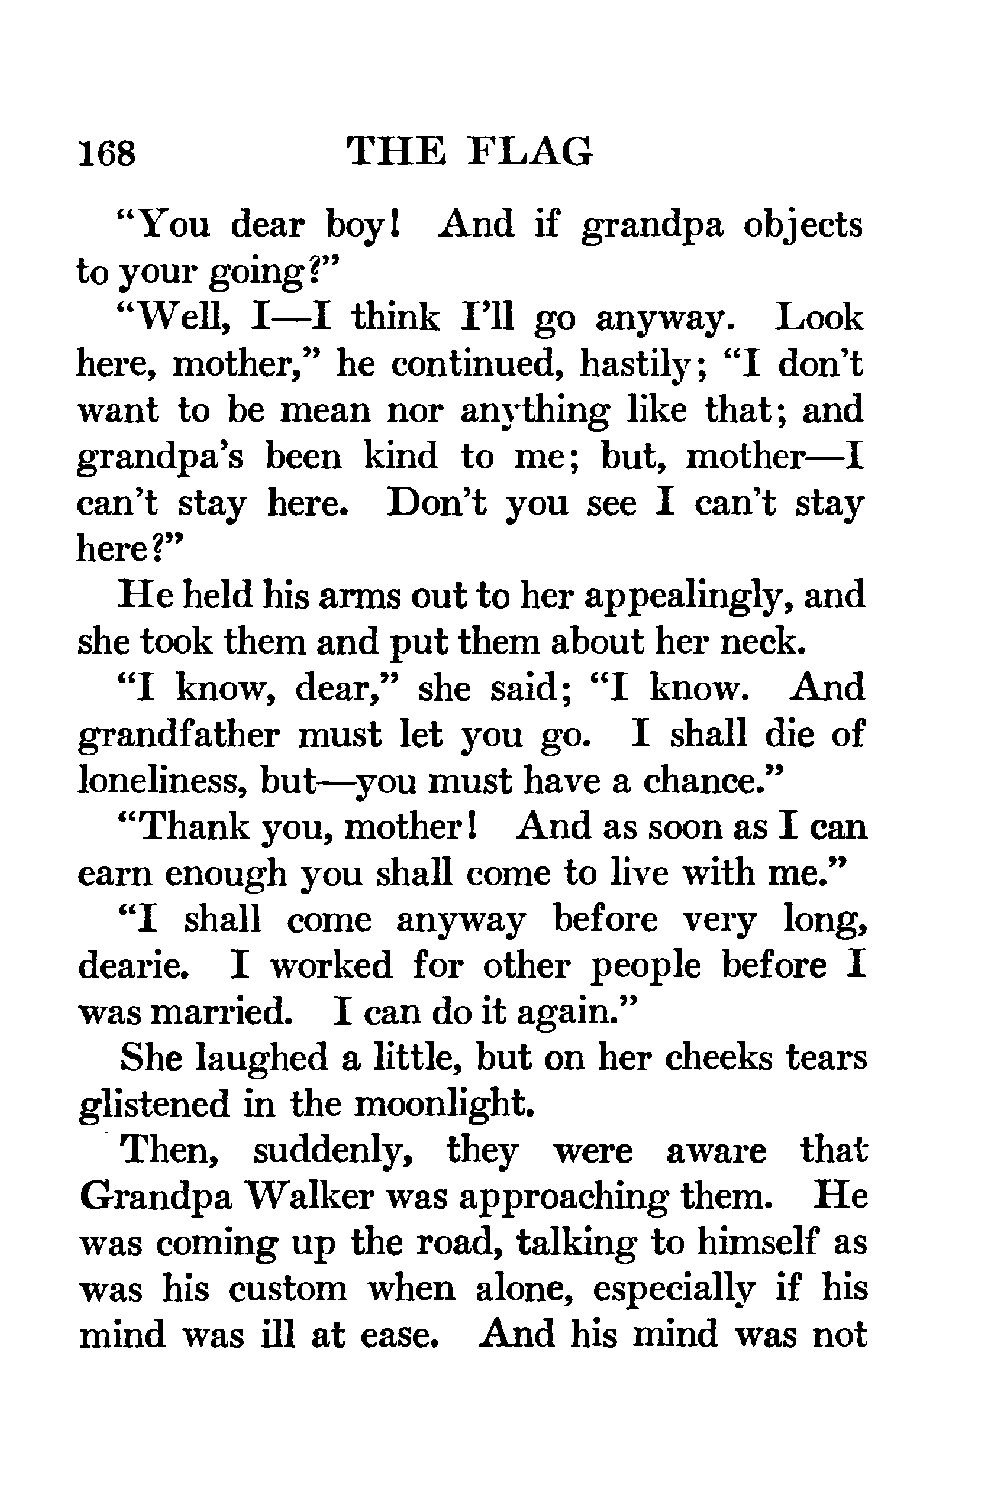 168 THE FLAG
“You dear boy! And if grandpa objects
to your going?”
“Well, I—I think I’ll go anyway. Look
here, mother,” he continued, hastily; “I don’t
want to be mean nor anything like that; and
grandpa’s been kind to me; but, mother—I
can’t stay here. Don’t you see I can’t stay
here?”
He held his arms out to her appealingly, and
she took them and put them about her neck.
“I know, dear,” she said; “I know. And
grandfather must let you go. I shall die of
loneliness, but—you must have a chance.”
“Thank you, mother! And as soon as I can
earn enough you shall come to live with me.”
“I shall come anyway before very long,
dearie. I worked for other people before I
was married. I can do it again.”
She laughed a little, but on her cheeks tears
glistened in the moonlight.
Then, suddenly, they were aware that
Grandpa Walker was approaching them. He
was coming up the road, talking to himself as
was his custom when alone, especially if his
mind was ill at ease. And his mind was not